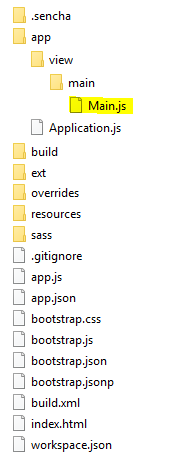 .sencha
app
view
main
Main.js
Application.js
build
ext
overrides
resources
sass
.gitignore
app.js
app.json
bootstrap.css
bootstrap.js
bootstrap.json
bootstrap.jsonp
build.xml
index.html
workspace.json